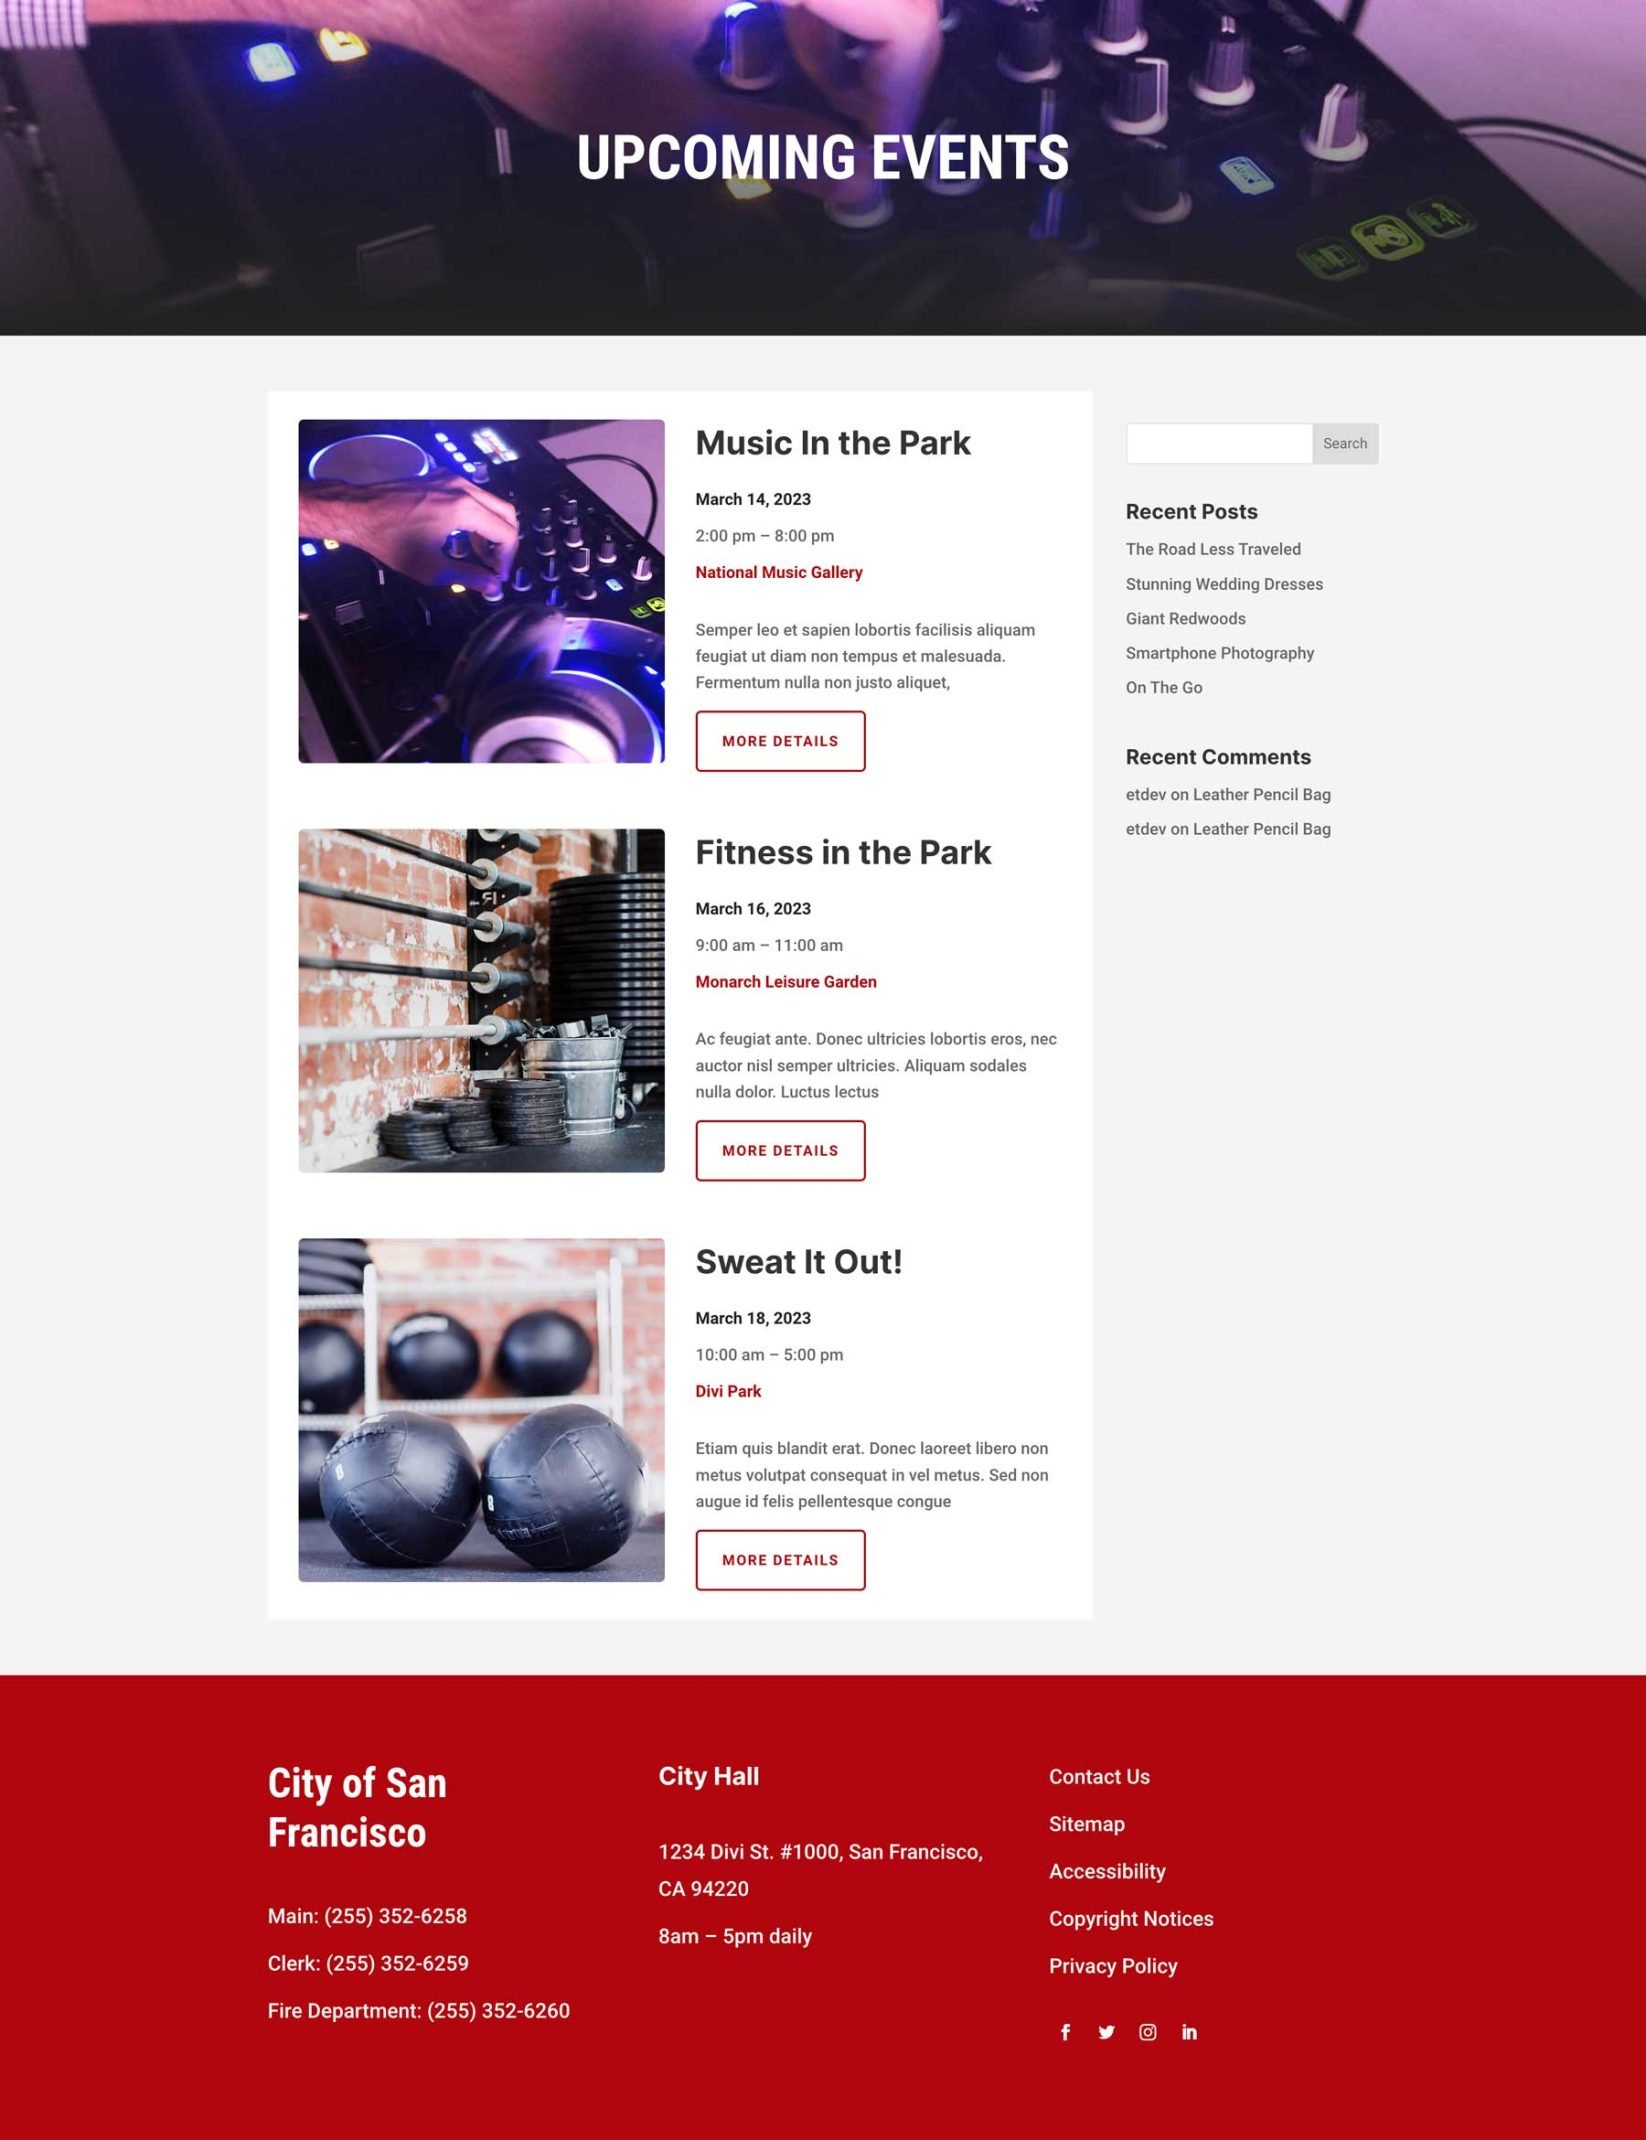 UPCOMING EVENTS
Music In the Park
March 14, 2023
2:00 pm – 8:00 pm
National Music Gallery
Semper leo et sapien lobortis facilisis aliquam
feugiat ut diam non tempus et malesuada.
Fermentum nulla non justo aliquet,
MORE DETAILS
Fitness in the Park
March 16, 2023
9:00 am – 11:00 am
Monarch Leisure Garden
Ac feugiat ante. Donec ultricies lobortis eros, nec
auctor nisl semper ultricies. Aliquam sodales
nulla dolor. Luctus lectus
MORE DETAILS
Sweat It Out!
March 18, 2023
10:00 am – 5:00 pm
Divi Park
Etiam quis blandit erat. Donec laoreet libero non
metus volutpat consequat in vel metus. Sed non
augue id felis pellentesque congue
MORE DETAILS
Search
Recent Posts
The Road Less Traveled
Stunning Wedding Dresses
Giant Redwoods
Smartphone Photography
On The Go
Recent Comments
etdev on Leather Pencil Bag
etdev on Leather Pencil Bag
City of San
Francisco
Main: (255) 352-6258
Clerk: (255) 352-6259
Fire Department: (255) 352-6260
City Hall
1234 Divi St. #1000, San Francisco,
CA 94220
8am – 5pm daily
Contact Us
Sitemap
Accessibility
Copyright Notices
Privacy Policy